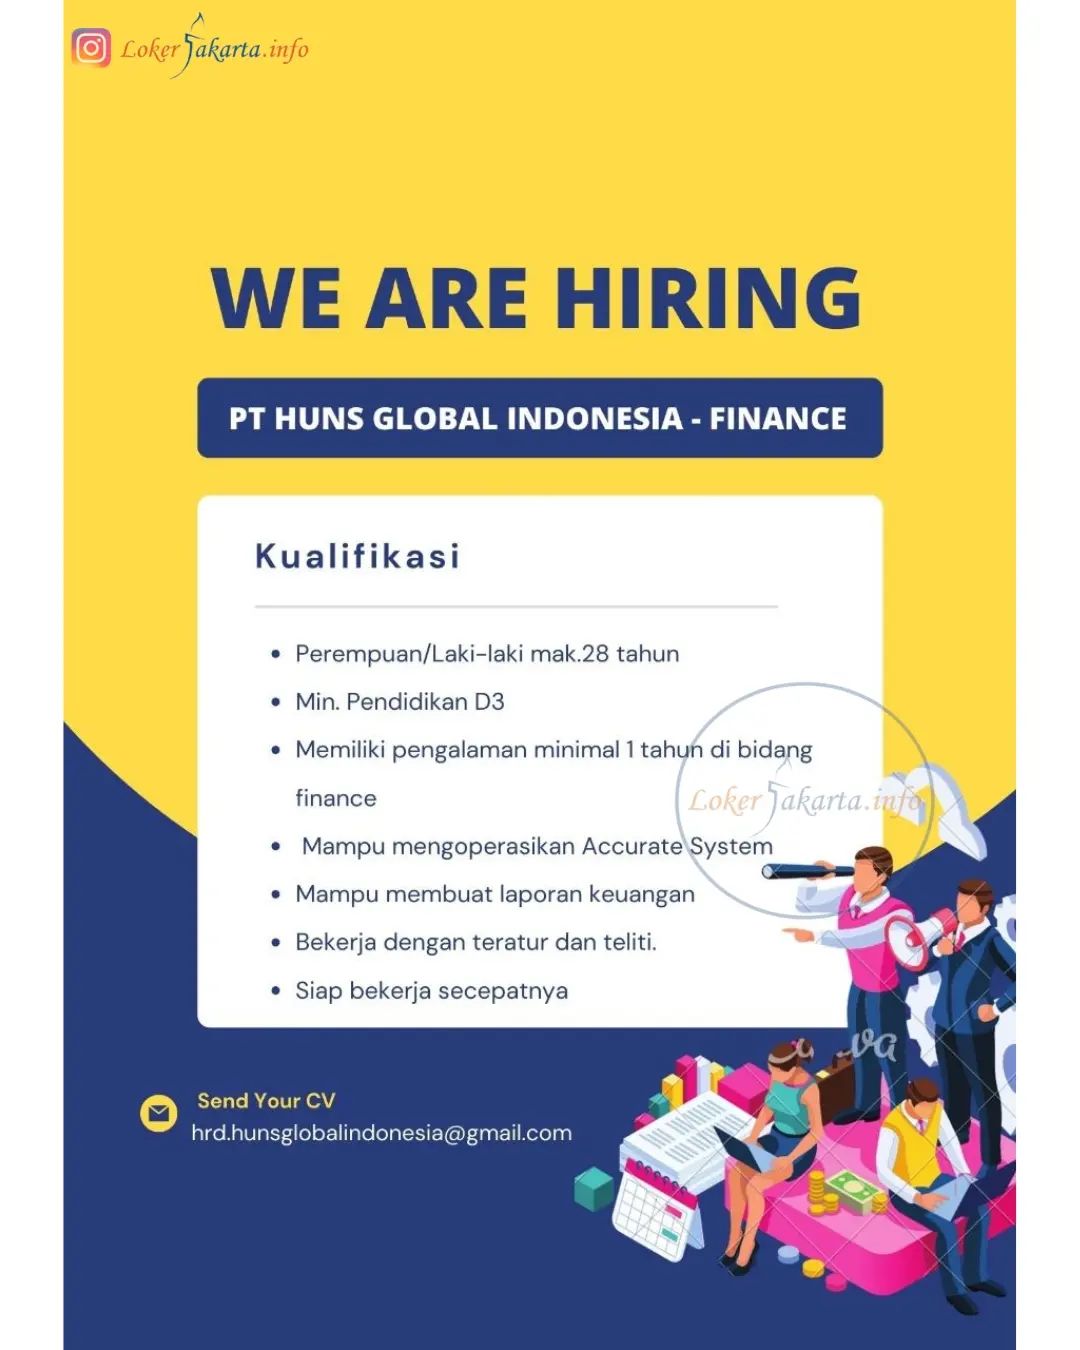 LokerJakarta.info
WE ARE HIRING
PT HUNS GLOBAL INDONESIA - FINANCE
Kualifikasi
• Perempuan/Laki-laki mak.28 tahun
• Min. Pendidikan D3
• Memiliki pengalaman minimal 1 tahun di bidang
finance
• Mampu mengoperasikan Accurate System
• Mampu membuat laporan keuangan
• Bekerja dengan teratur dan teliti.
• Siap bekerja secepatnya
LokerJakarta.info
Send Your CV
hrd.hunsglobalindonesia@gmail.com